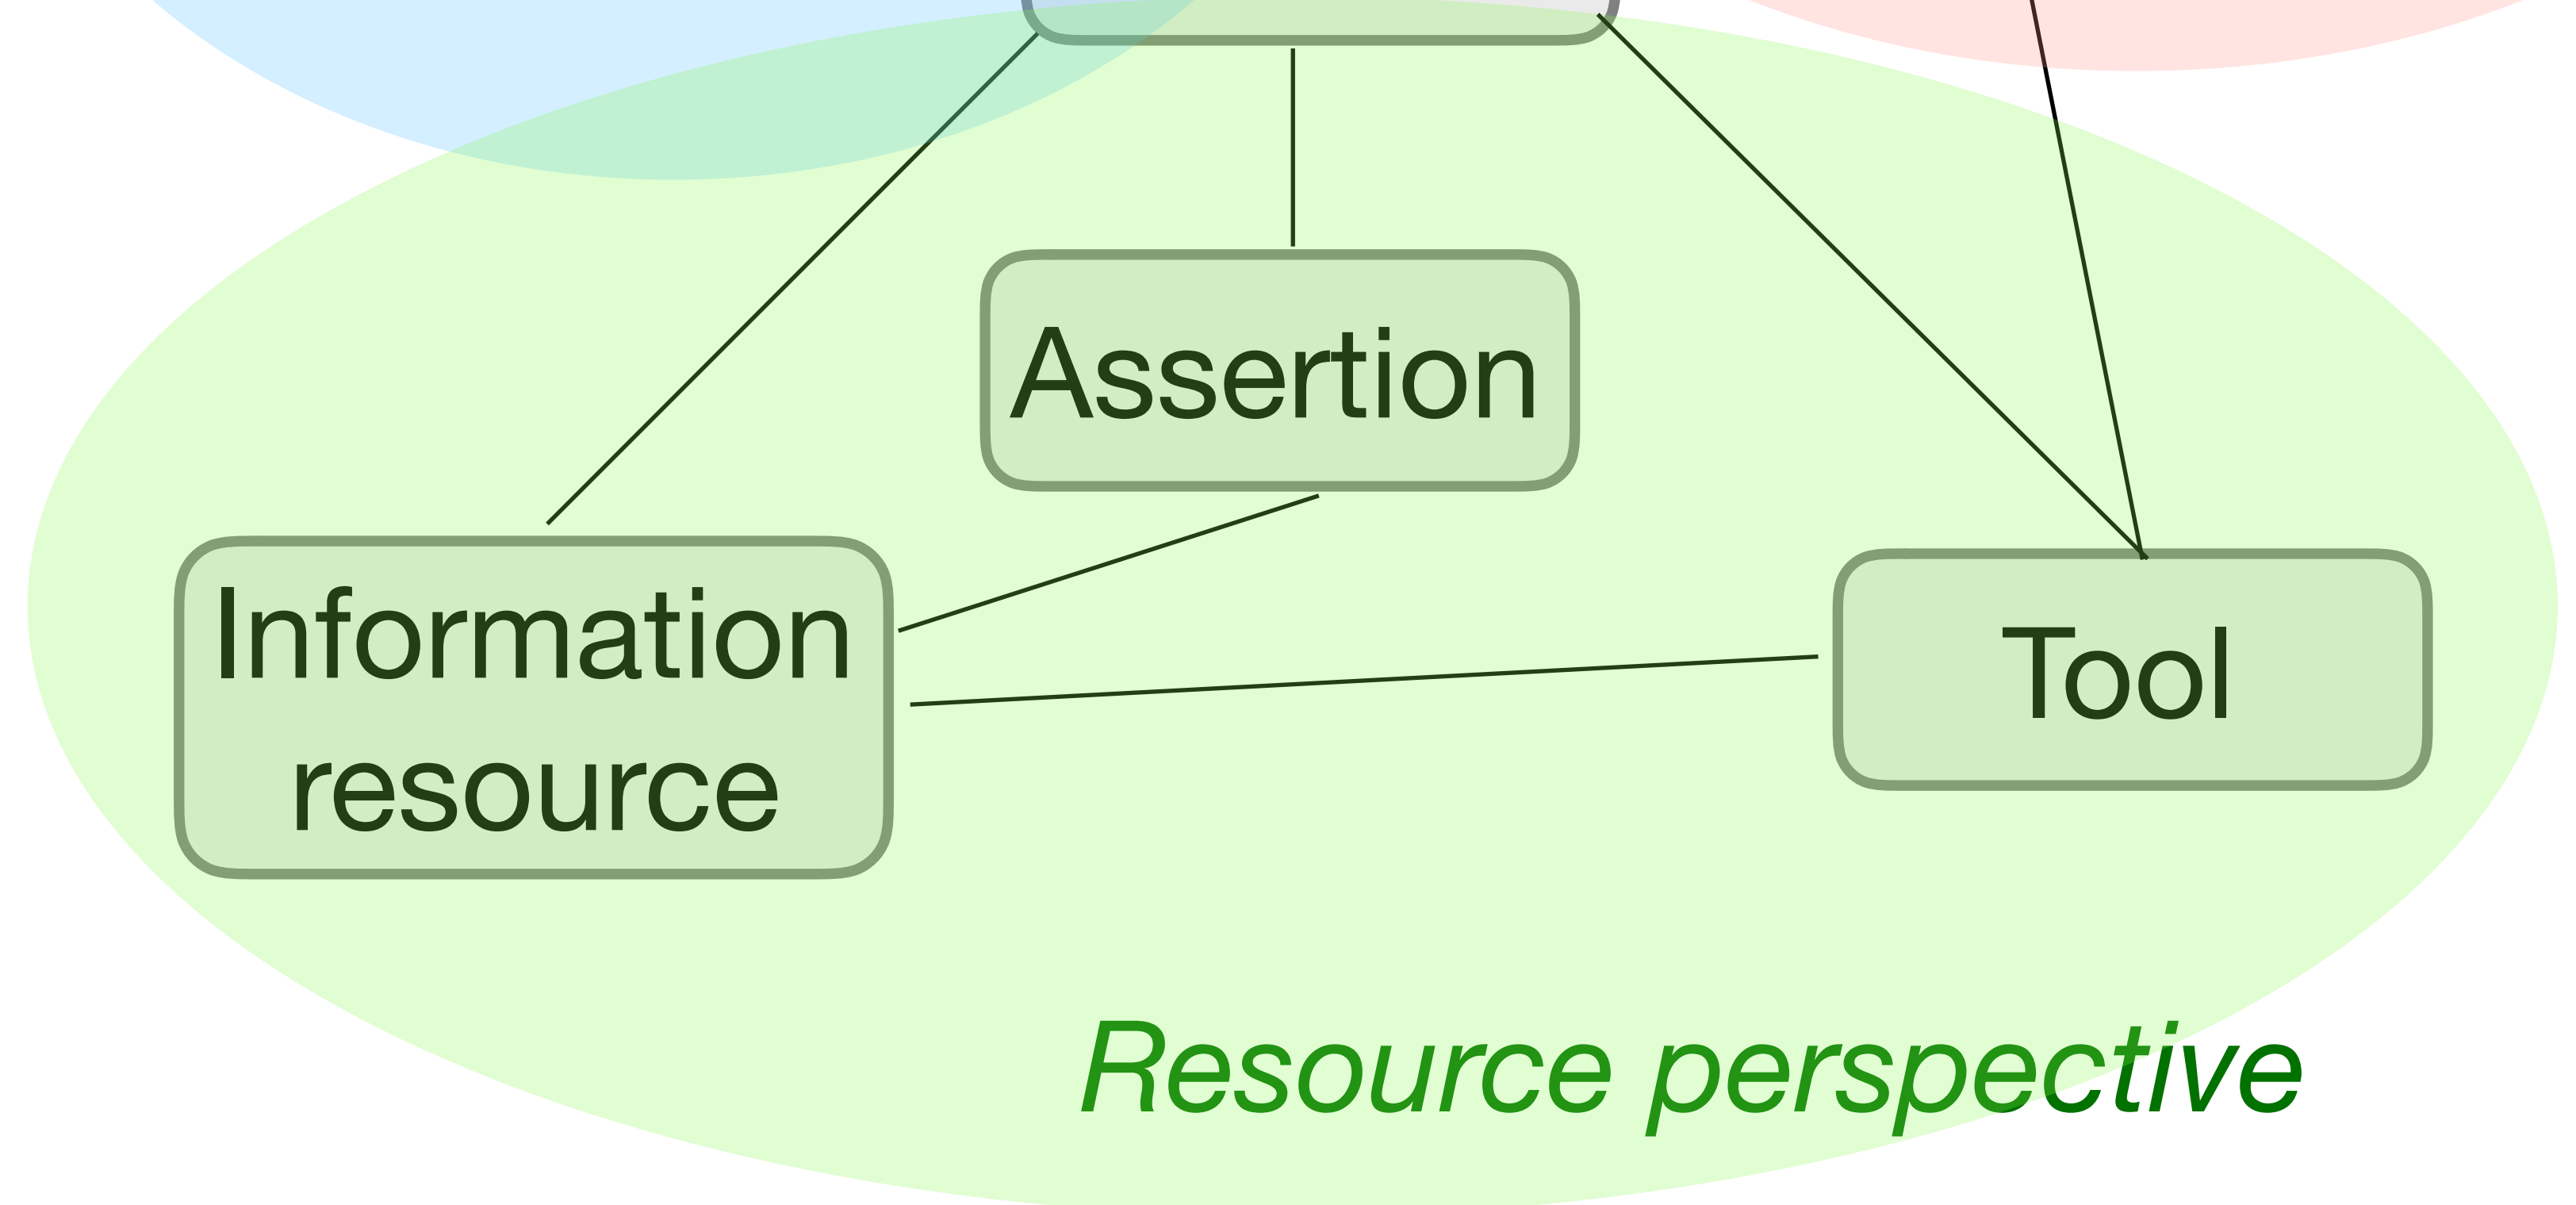 Assertion
Information
resource
Tool
Resource perspective